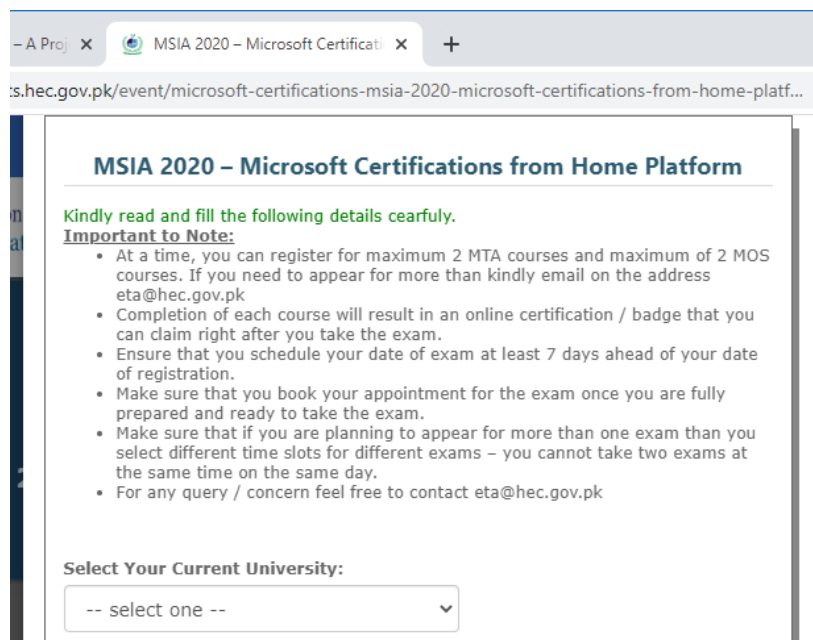 – A Proj
MSIA 2020 – Microsoft Certificati
hec.gov.pk/event/microsoft-certifications-msia-2020-microsoft-certifications-from-home-platf...
MSIA 2020 – Microsoft Certifications from Home Platform
Kindly read and fill the following details cearfuly.
Important to Note:
• At a time, you can register for maximum 2 MTA courses and maximum of 2 MOS
courses. If you need to appear for more than kindly email on the address
eta@hec.gov.pk
• Completion of each course will result in an online certification / badge that you
can claim right after you take the exam.
• Ensure that you schedule your date of exam at least 7 days ahead of your date
of registration.
• Make sure that you book your appointment for the exam once you are fully
prepared and ready to take the exam.
• Make sure that if you are planning to appear for more than one exam than you
select different time slots for different exams – you cannot take two exams at
the same time on the same day.
• For any query / concern feel free to contact eta@hec.gov.pk
Select Your Current University:
-- select one --